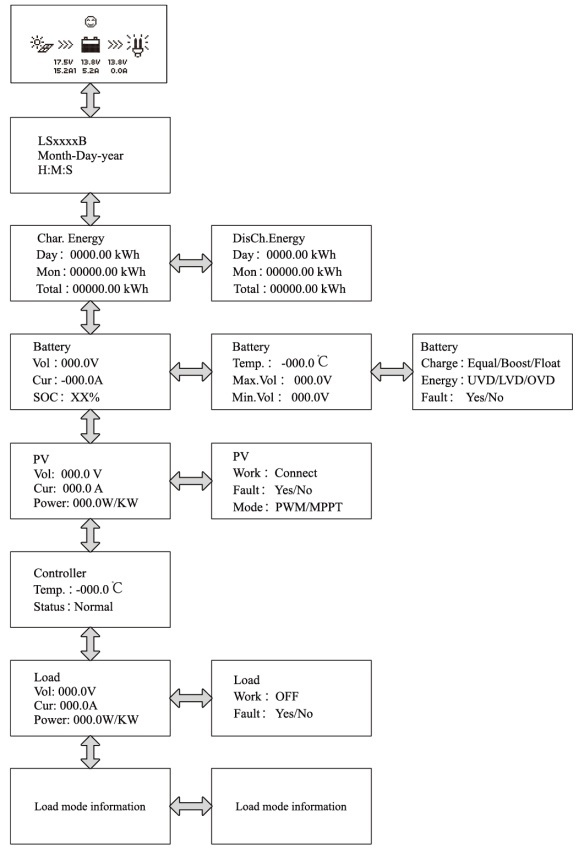 17.5V 13.8V 13.8V
15.2A1 5.2A 0.0A
LSxxxxB
Month-Day-year
H:M:S
Char. Energy
Day： 0000.00 kWh
Mon：00000.00 kWh
Total：00000.00 kWh
DisCh.Energy
Day： 0000.00 kWh
Mon：00000.00 kWh
Total：00000.00 kWh
Battery
Vol：000.0V
Cur：-000.0A
SOC： XX%
Battery
Temp.： -000.0℃
Max.Vol： 000.0V
Min.Vol： 000.0V
Battery
Charge：Equal/Boost/Float
Energy：UVD/LVD/OVD
Fault： Yes/No
PV
Vol: 000.0 V
Cur: 000.0 A
Power: 000.0W/KW
PV
Work： Connect
Fault： Yes/No
Mode： PWM/MPPT
Controller
Temp.：-000.0℃
Status：Normal
Load
Vol: 000.0V
Cur: 000.0A
Power: 000.0W/KW
Load
Work： OFF
Fault： Yes/No
Load mode information
Load mode information